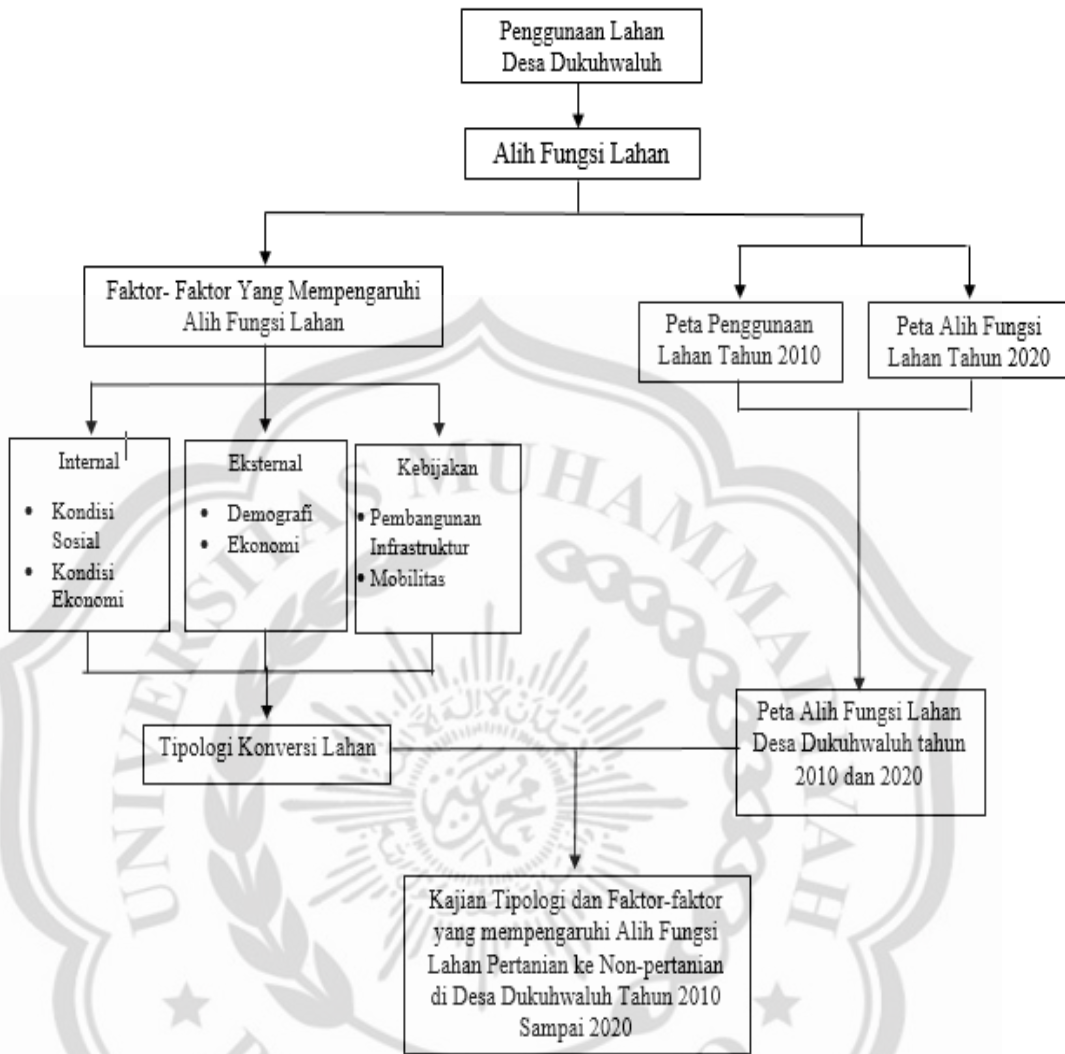 Penggunaan Lahan
Desa Dukuhwaluh
Alih Fungsi Lahan
Faktor- Faktor Yang Mempengaruhi
Alih Fungsi Lahan
Peta Penggunaan
Lahan Tahun 2010
Peta Alih Fungsi
Lahan Tahun 2020
Internal
• Kondisi
Sosial
• Kondisi
Ekonomi
Eksternal
• Demografi
• Ekonomi
Kebijakan
• Pembangunan
Infrastruktur
• Mobilitas
Tipologi Konversi Lahan
Peta Alih Fungsi Lahan
Desa Dukuhwaluh tahun
2010 dan 2020
Kajian Tipologi dan Faktor-faktor
yang mempengaruhi Alih Fungsi
Lahan Pertanian ke Non-pertanian
di Desa Dukuhwaluh Tahun 2010
Sampai 2020
UNIVERSITAS MUHAMMADIYAH